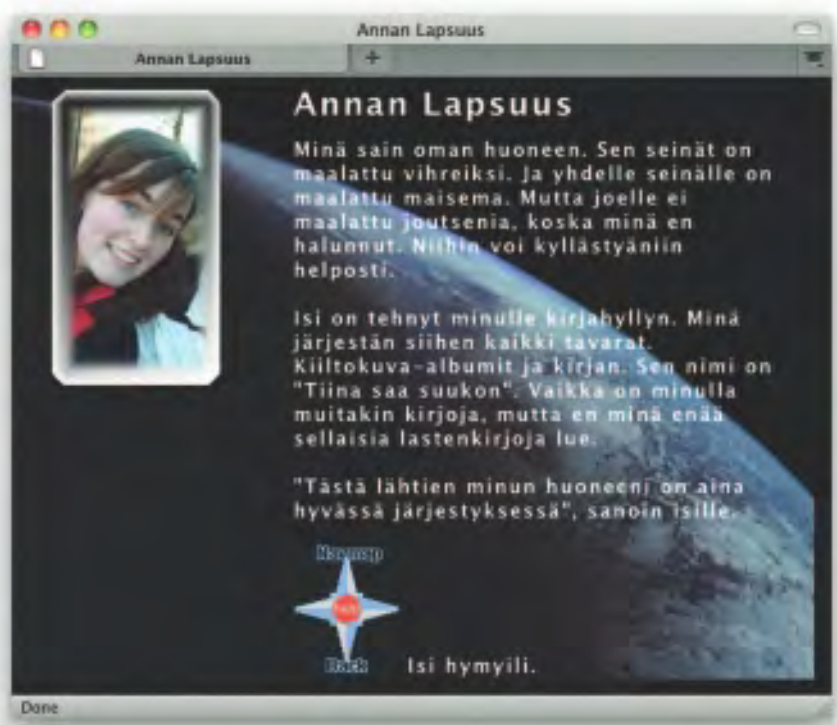 Annan Lapsuus
Annan Lapsuus
Annan Lapsuus
Minä sain oman huoneen. Sen seinät on
maalattu vihreiksi. Ja yhdelle seinälle on
maalattu maisema. Mutta joelle ei
maalattu joutsenia, koska minä en
halunnut. Niihin voi kyllästyäniin
helposti.
Isi on tehnyt minulle kirjahyllyn. Minä
järjestän siihen kaikki tavarat.
Kiiltokuva-albumit ja kirjan. Sen nimi on
"Tiina saa suukon". Vaikka on minulla
muitakin kirjoja, mutta en minä enää
sellaisia lastenkirjoja lue.
"Tästä lähtien minun huoneeni on aina
hyvässä järjestyksessä", sanoin isille.
Back
Isi hymyili.
Done